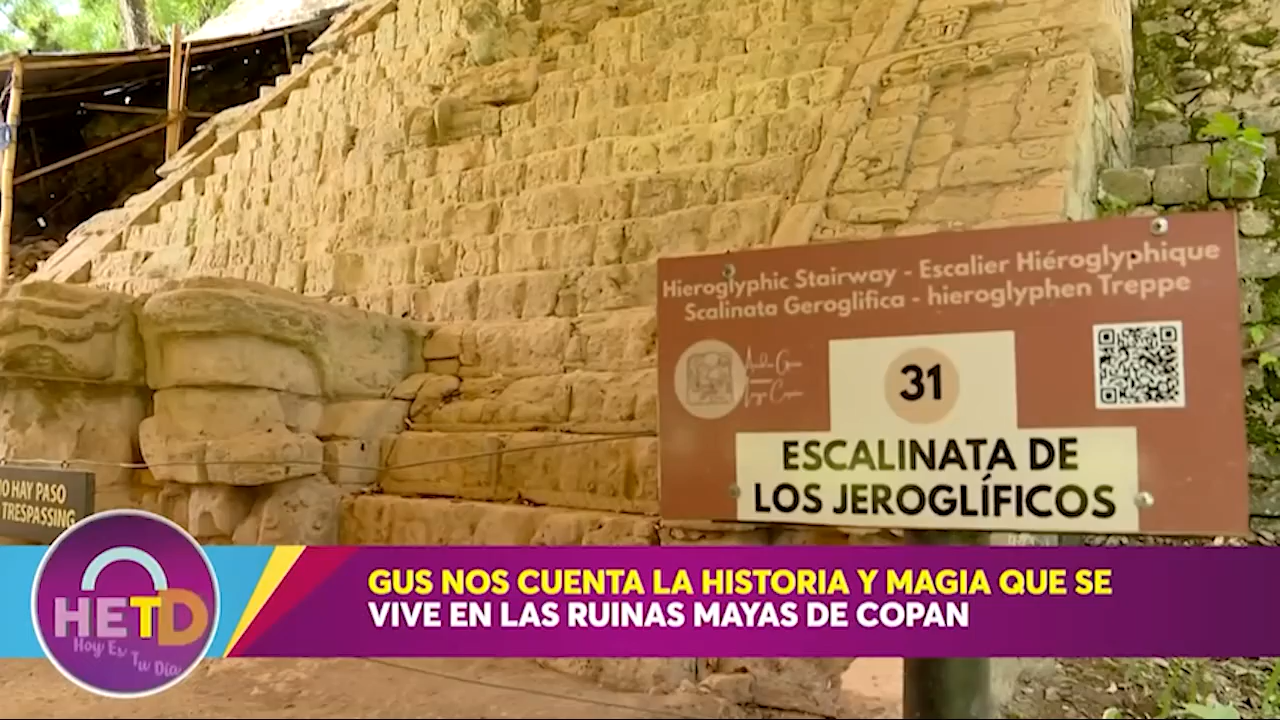 Hieroglyphic Stairway - Escalier Hiéroglyphique
Scalinata Geroglifica - hieroglyphen Treppe
31
ESCALINATA DE
LOS JEROGLÍFICOS
HAY PASO
TRESPASSING
GUS NOS CUENTA LA HISTORIA Y MAGIA QUE SE
VIVE EN LAS RUINAS MAYAS DE COPAN
HETD
Hoy Es Tu Día